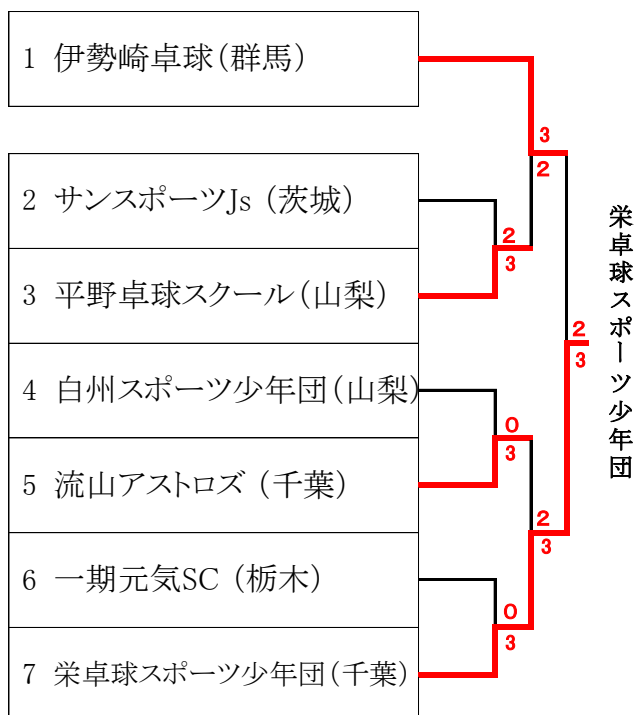 1 伊勢崎卓球(群馬)
2 サンスポーツJs (茨城)
3 平野卓球スクール(山梨)
4 白州スポーツ少年団(山梨)
5 流山アストロズ (千葉)
6 一期元気SC (栃木)
7 栄卓球スポーツ少年団(千葉)
2
3
0
3
0
3
3
2
2
3
2
3
栄卓球スポーツ少年団